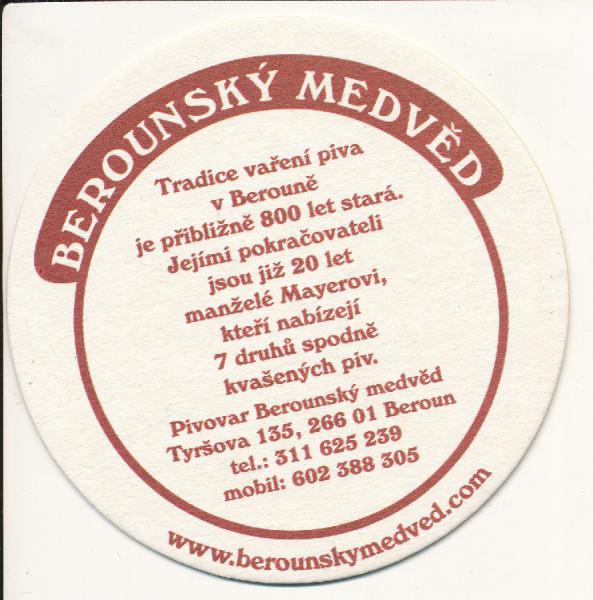 BEROUNSKÝ MEDVĚD
Tradice vaření piva
v Berouně
je přibližně 800 let stará.
Jejími pokračovateli
jsou již 20 let
manželé Mayerovi,
kteří nabízejí
7 druhů spodně
kvašených piv.
Pivovar Berounský medvěd
Tyršova 135, 266 01 Beroun
tel.: 311 625 239
mobil: 602 388 305
www.berounskymedved.com